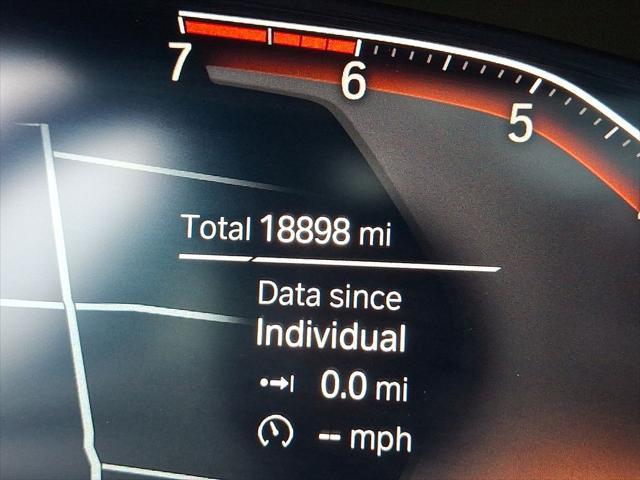 7
6
5
Total 18898 mi
Data since
Individual
0.0 mi
-- mph